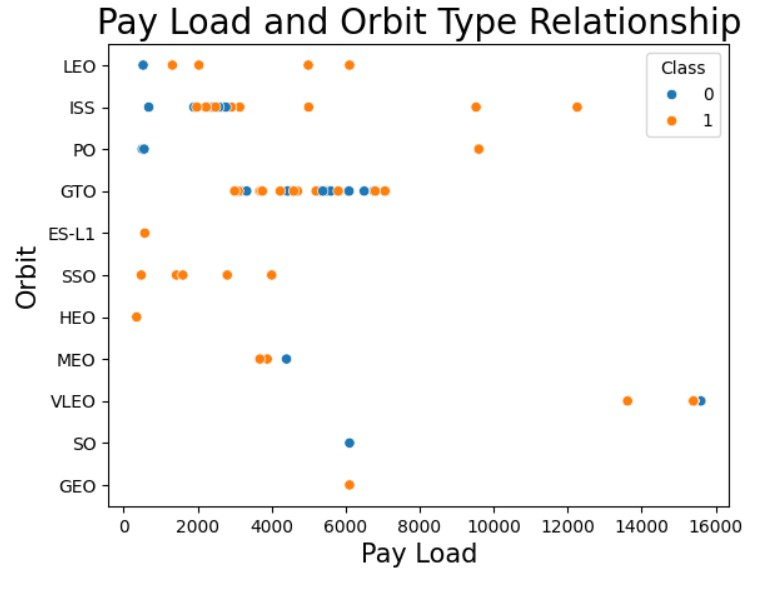 Pay Load and Orbit Type Relationship
Class
0
1
Orbit
LEO
ISS
PO
GTO
ES-L1
SSO
HEO
MEO
VLEO
SO
GEO
0 2000 4000 6000 8000 10000 12000 14000 16000
Pay Load